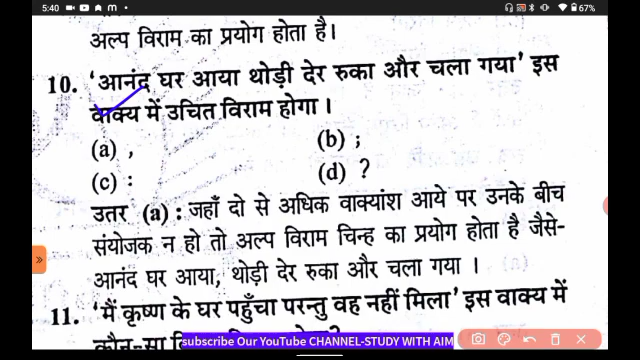 5:40 67%
अल्प विराम का प्रयोग होता है।
10. 'आनंद घर आया थोड़ी देर रुका और चला गया' इस
वाक्य में उचित विराम होगा।
(a) , (b) ;
(c) : (d) ?
उतर (a) : जहाँ दो से अधिक वाक्यांश आये पर उनके बीच
संयोजक न हो तो अल्प विराम चिन्ह का प्रयोग होता है जैसे-
आनंद घर आया, थोड़ी देर रुका और चला गया ।
11. 'मैं कृष्ण के घर पहुँचा परन्तु वह नहीं मिला' इस वाक्य में
subscribe Our YouTube CHANNEL-STUDY WITH AIM